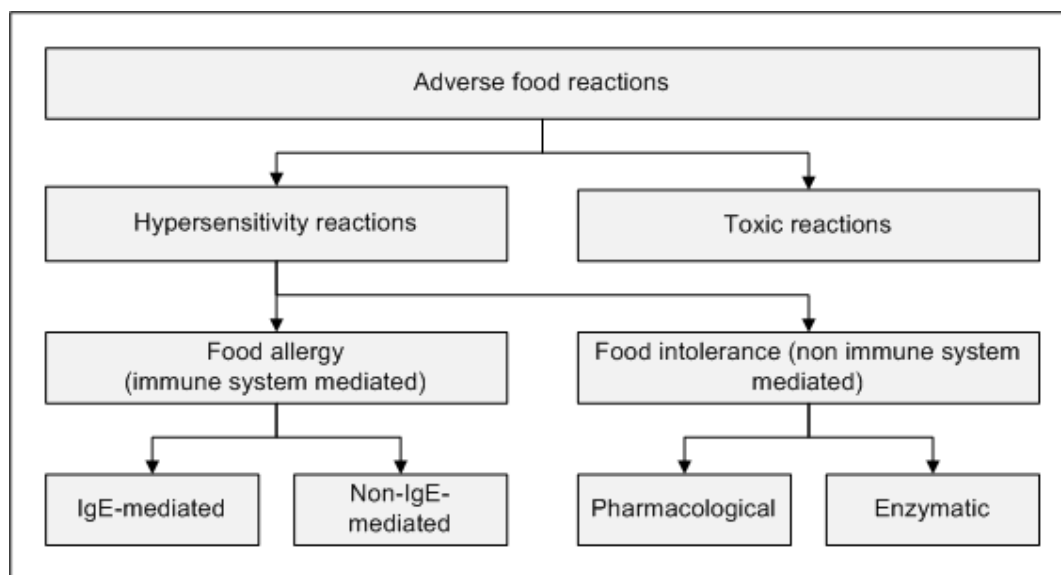 Adverse food reactions
Hypersensitivity reactions
Toxic reactions
Food allergy
(immune system mediated)
Food intolerance (non immune system
mediated)
IgE-mediated
Non-IgE-
mediated
Pharmacological
Enzymatic